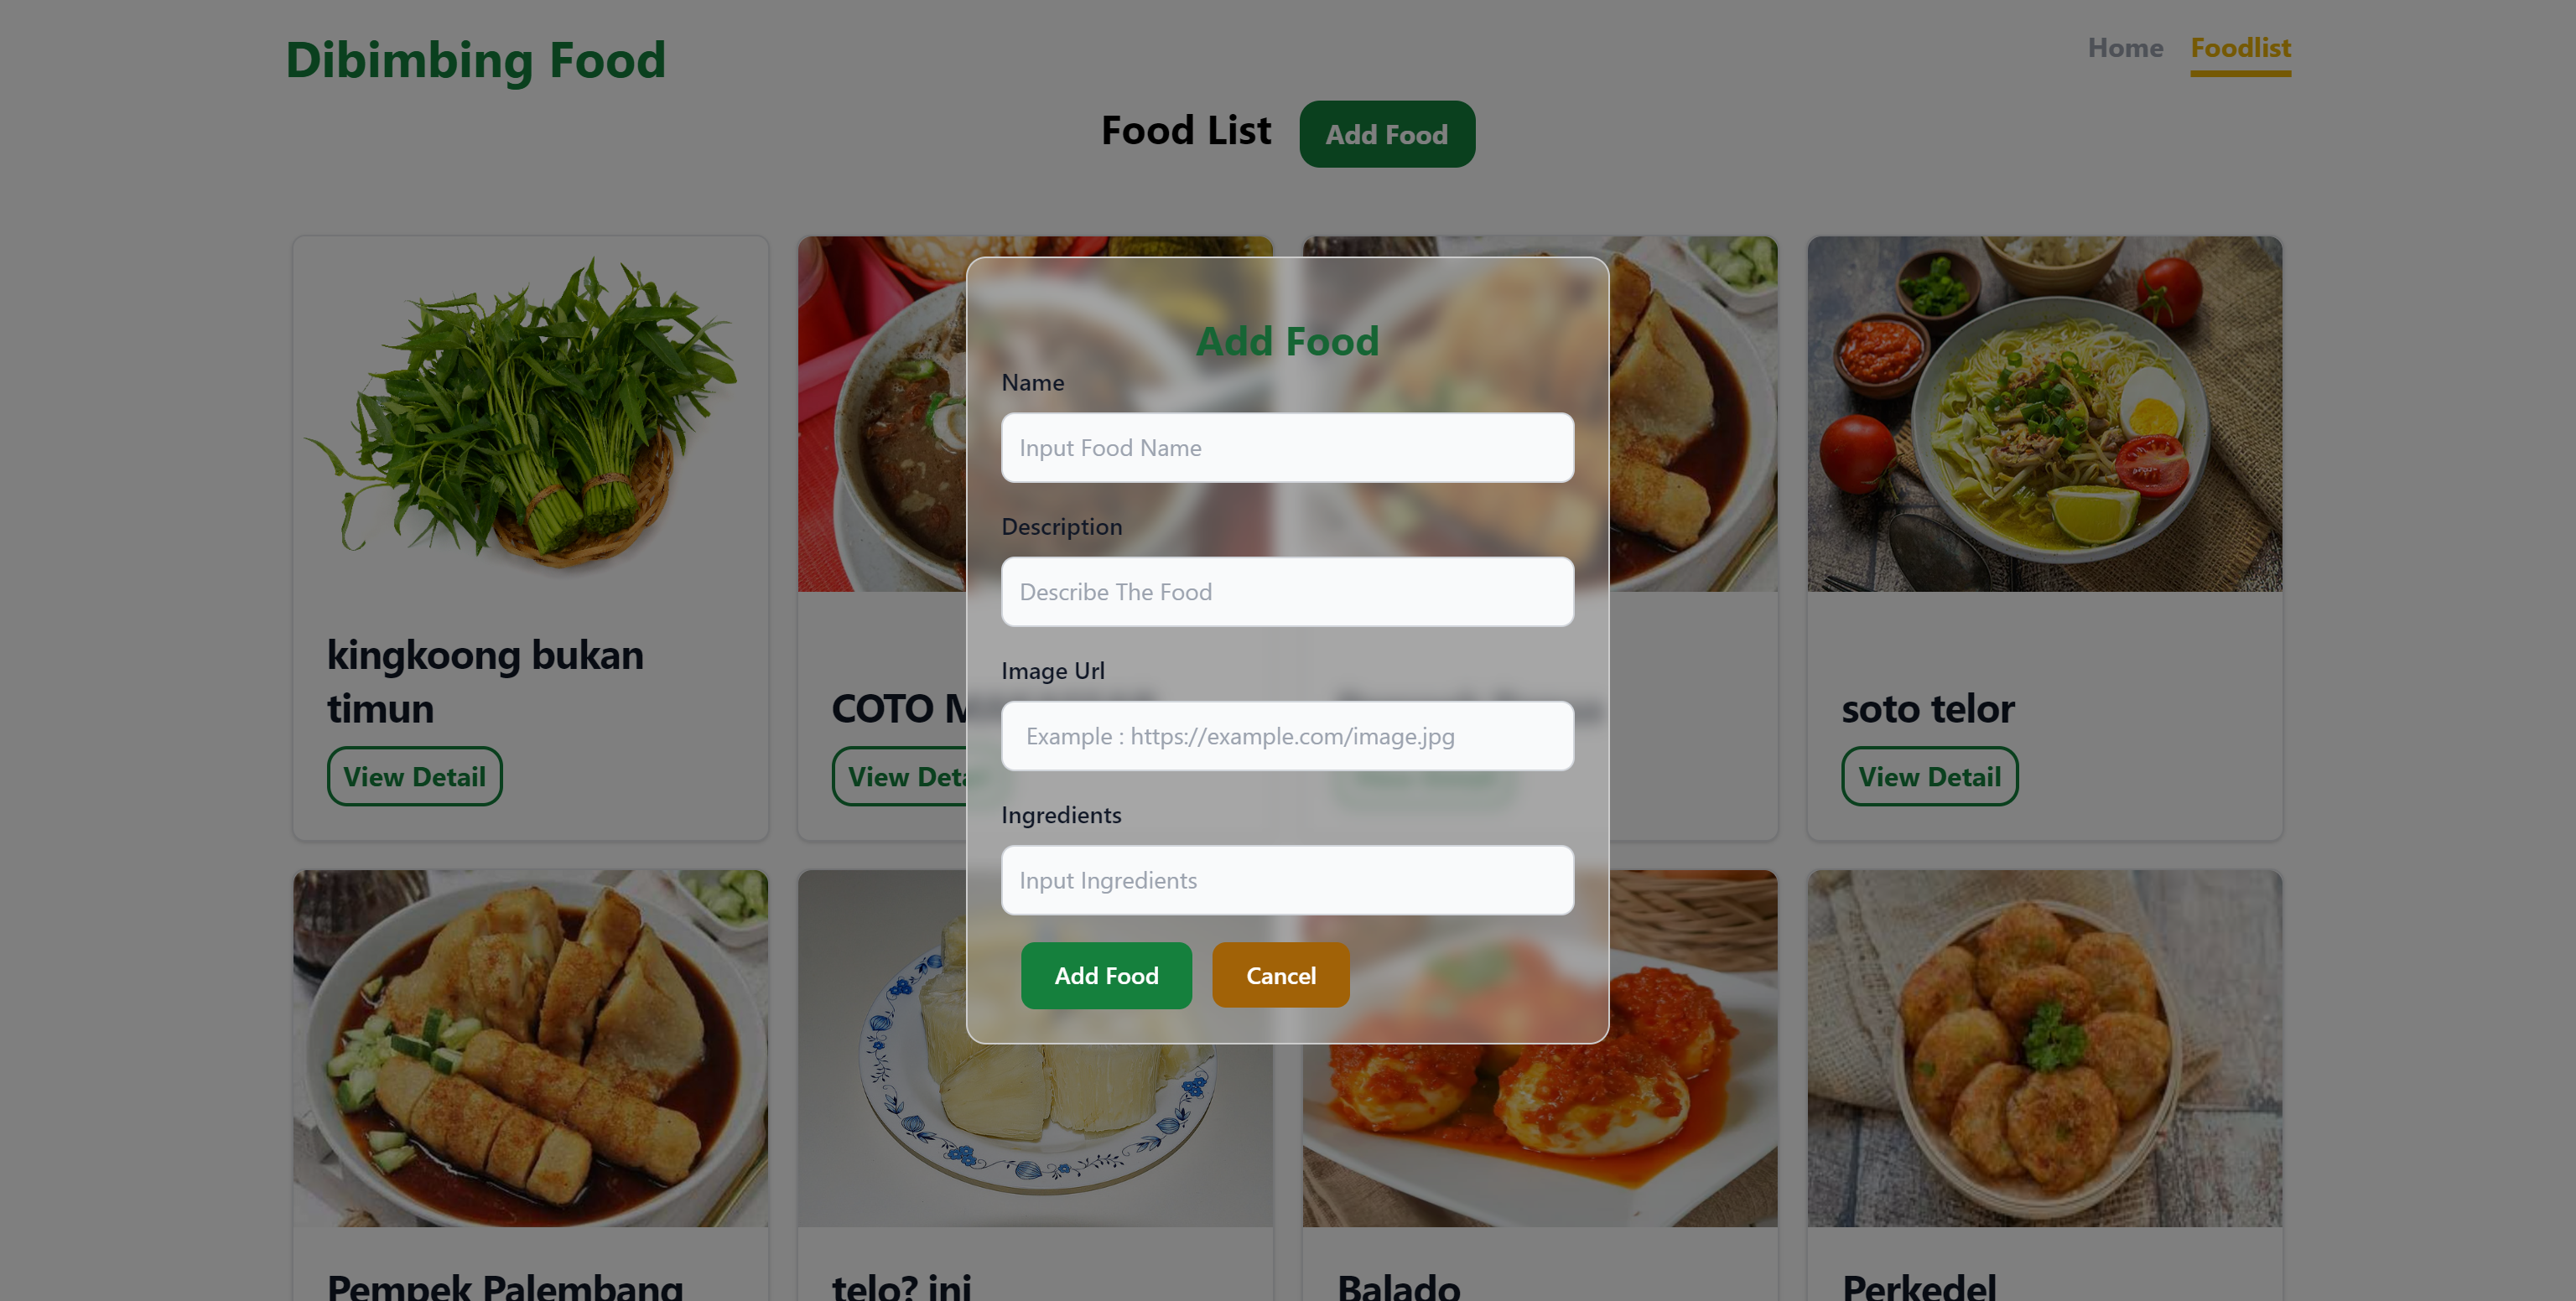 Dibimbing Food
Home Foodlist
Food List Add Food
Add Food
Name
Input Food Name
Description
Describe The Food
Image Url
Example : https://example.com/image.jpg
Ingredients
Input Ingredients
Add Food Cancel
kingkoong bukan
timun
View Detail
COTO
View
soto telor
View Detail
Pempek Palembang
telo? ini
Balado
Perkedel